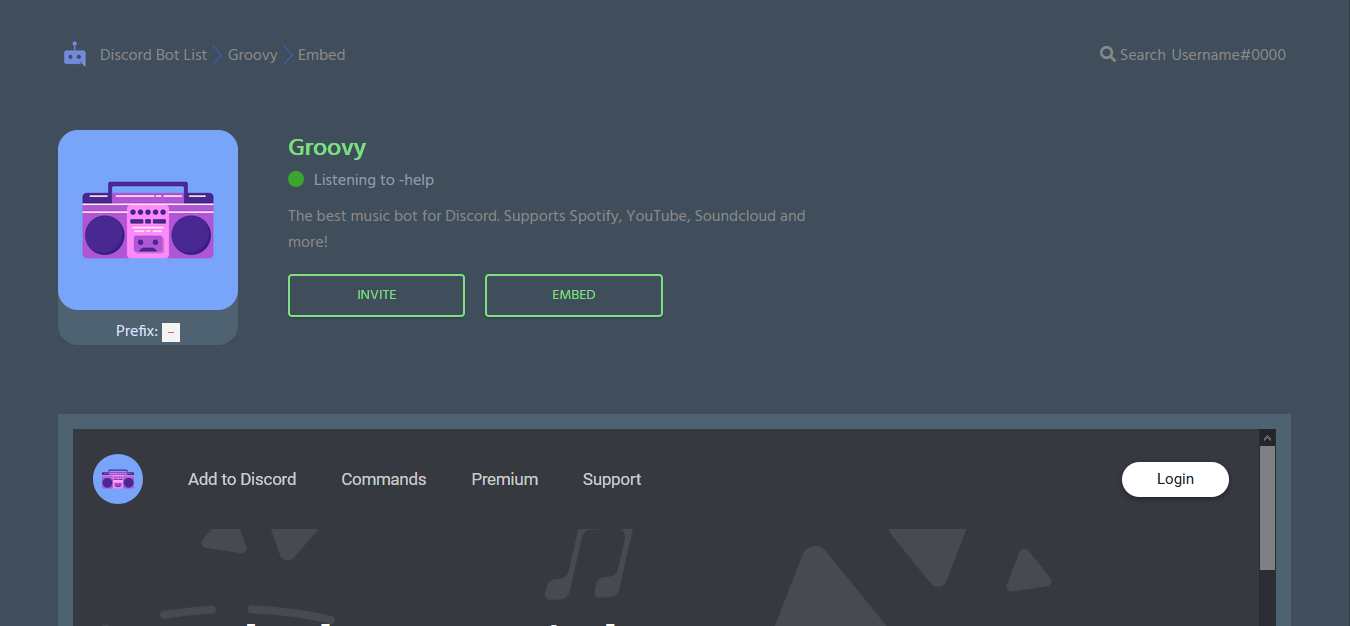 Discord Bot List Groovy Embed
Search Username#0000
Groovy
Listening to -help
The best music bot for Discord. Supports Spotify, YouTube, Soundcloud and
more!
INVITE EMBED
Prefix: -
Add to Discord Commands Premium Support Login